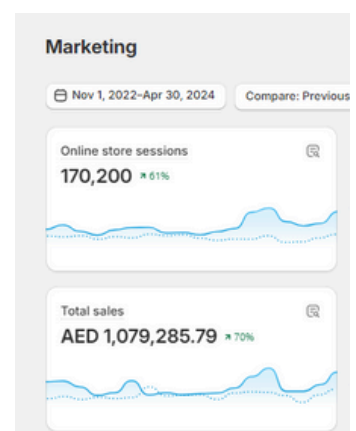 Marketing
Nov 1, 2022–Apr 30, 2024 Compare: Previous
Online store sessions
170,200 ↗ 61%
Total sales
AED 1,079,285.79 ↗ 70%